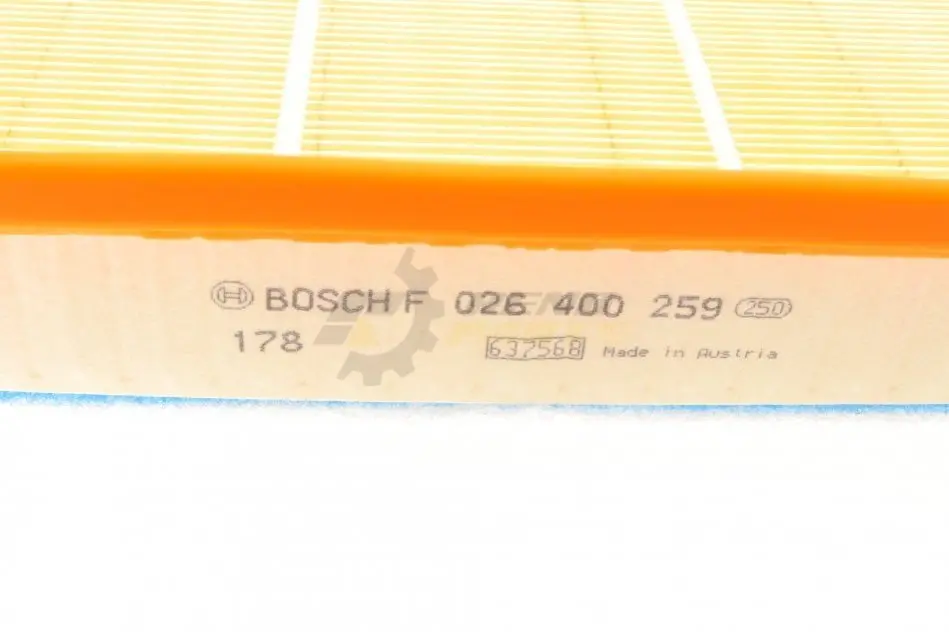 BOSCH F 026 400 259 250
178 637568 Made in Austria